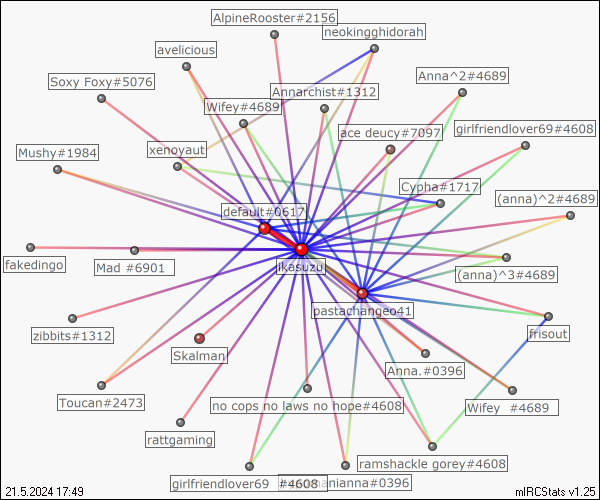 AlpineRooster#2156
neokingghidorah
avelicious
Anna^2#4689
Soxy Foxy#5076
Annarchist#1312
Wifey#4689
ace deucy#7097
girlfriendlover69#4608
Mushy#1984
xenoyaut
Cypha#1717
(anna)^2#4689
default#0617
fakedingo
Mad #6901
jkasuzu
(anna)^3#4689
pastachangeo41
zibbits#1312
frisout
Skalman
Anna.#0396
Toucan#2473
no cops no laws no hope#4608
Wifey #4689
rattgaming
ramshackle gorey#4608
girlfriendlover69 #4608
nianna#0396
21.5.2024 17:49
mIRCStats v1.25